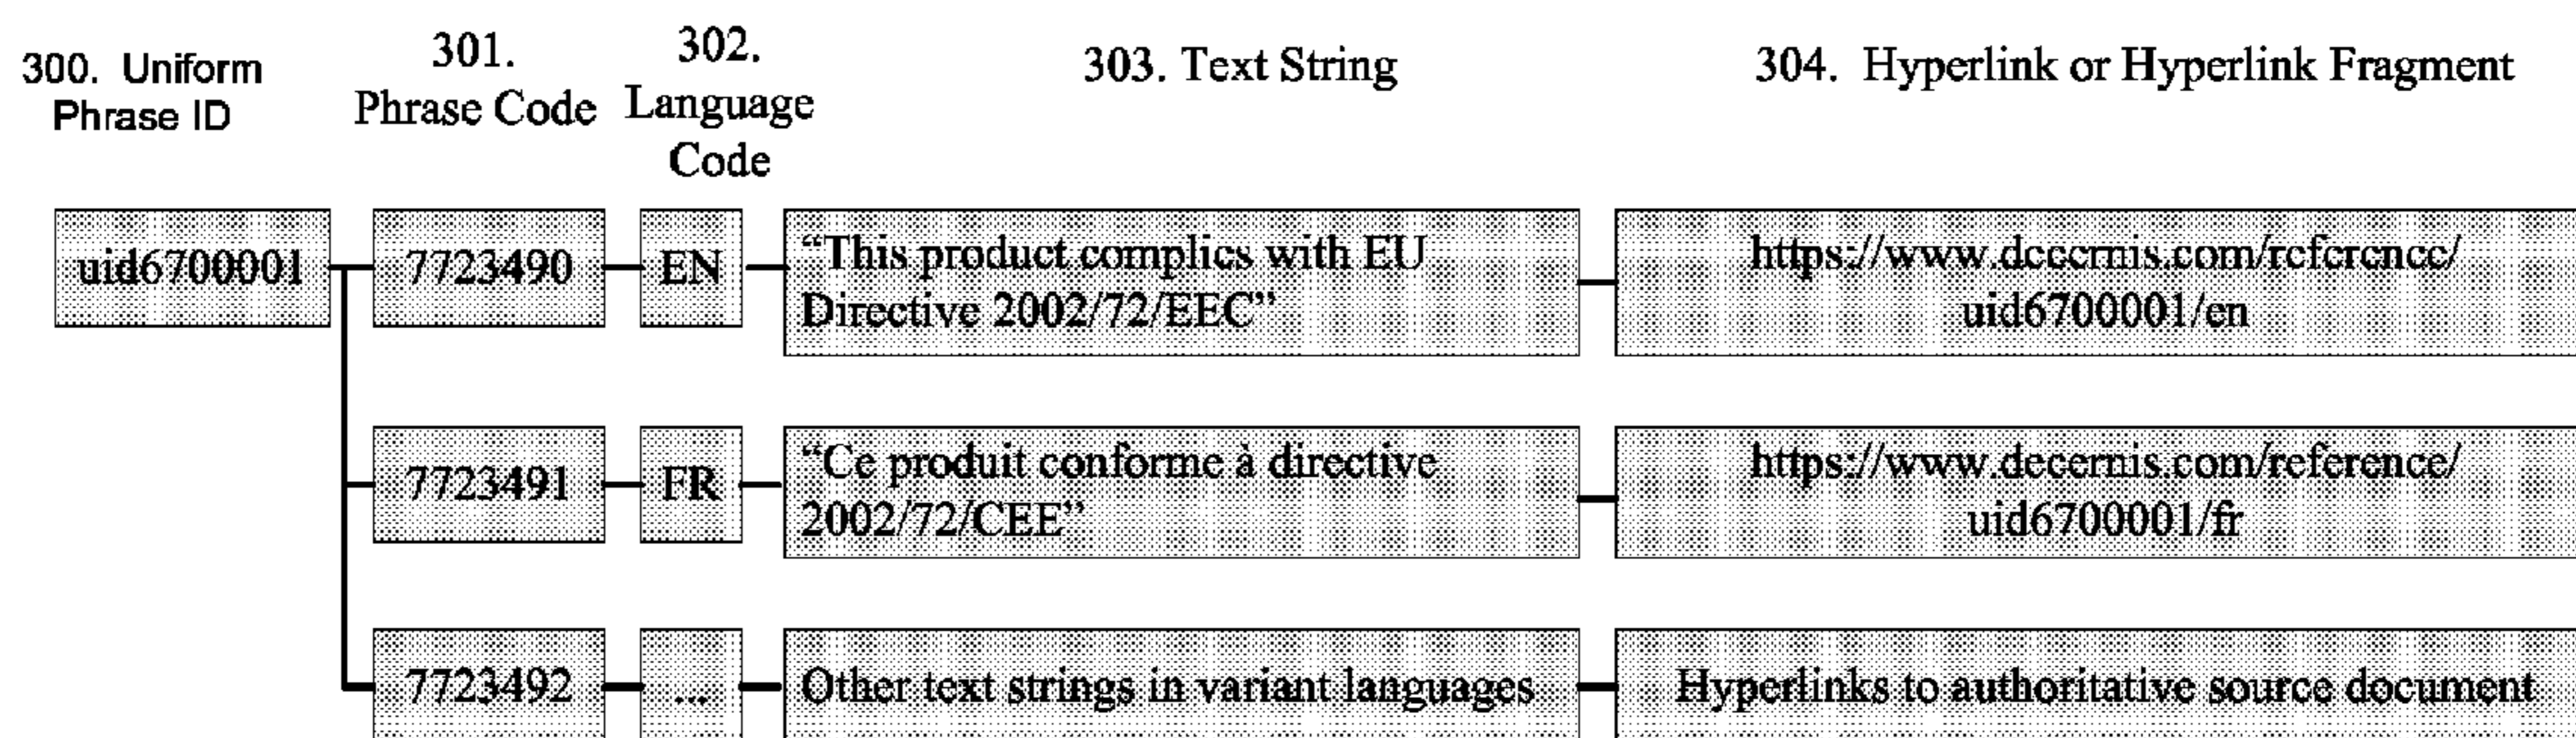 300. Uniform
Phrase ID
301.
Phrase Code
302.
Language
Code
303. Text String
304. Hyperlink or Hyperlink Fragment
uid6700001
7723490
EN
“This product complies with EU
Directive 2002/72/EEC”
https://www.decernis.com/reference/
uid6700001/en
7723491
FR
“Ce produit conforme à directive
2002/72/CEE”
https://www.decernis.com/reference/
uid6700001/fr
7723492
...
Other text strings in variant languages
Hyperlinks to authoritative source document